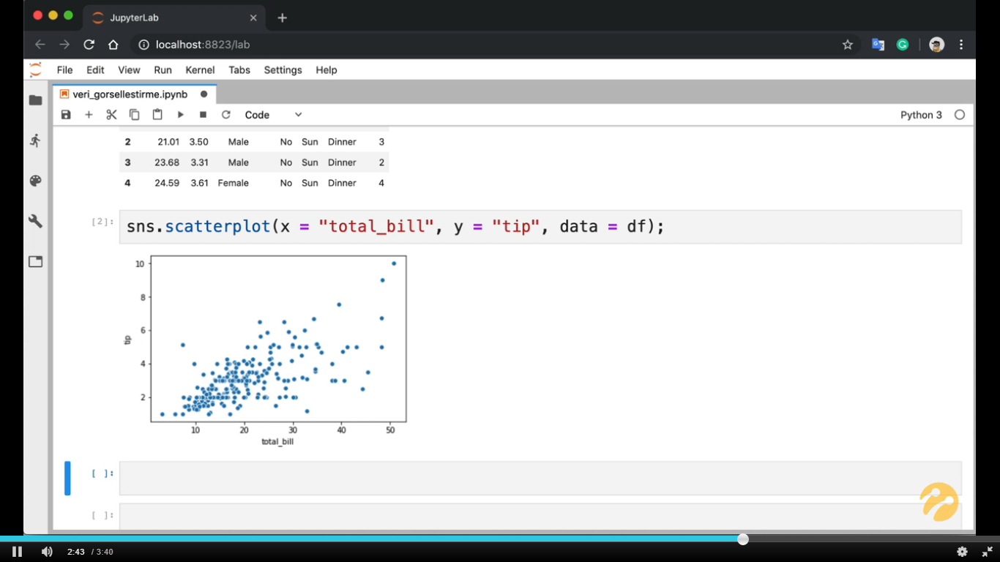 JupyterLab
localhost:8823/lab
File Edit View Run Kernel Tabs Settings Help
veri_gorsellestirme.ipynb
Code
Python 3
2 21.01 3.50 Male No Sun Dinner 3
3 23.68 3.31 Male No Sun Dinner 2
4 24.59 3.61 Female No Sun Dinner 4
[2]: sns.scatterplot(x = "total_bill", y = "tip", data = df);
10
8
6
4
2
tip
10 20 30 40 50
total_bill
[ ]:
[ ]:
2:43 / 3:40